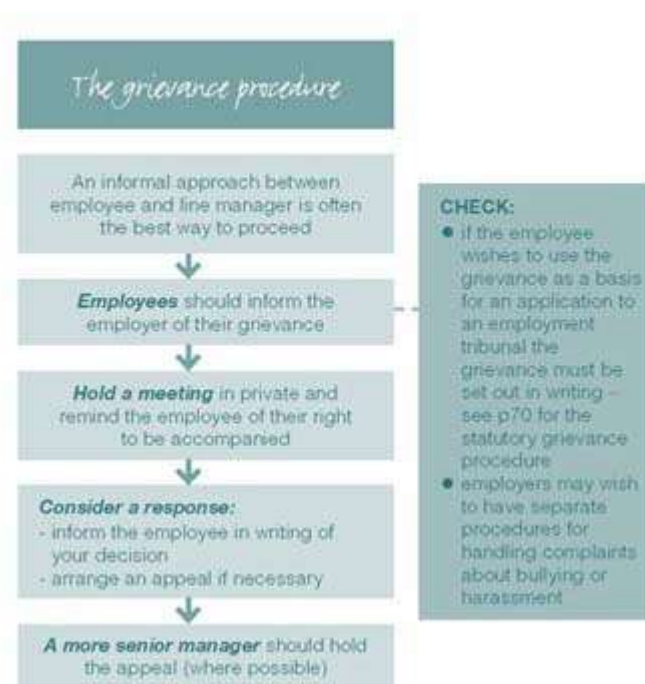 The grievance procedure
An informal approach between
employee and line manager is often
the best way to proceed
Employees should inform the
employer of their grievance
Hold a meeting in private and
remind the employee of their right
to be accompanied
Consider a response:
- inform the employee in writing of
your decision
- arrange an appeal if necessary
A more senior manager should hold
the appeal (where possible)
CHECK:
● if the employee
wishes to use the
grievance as a basis
for an application to
an employment
tribunal the
grievance must be
set out in writing –
see p70 for the
statutory grievance
procedure
● employers may wish
to have separate
procedures for
handling complaints
about bullying or
harassment